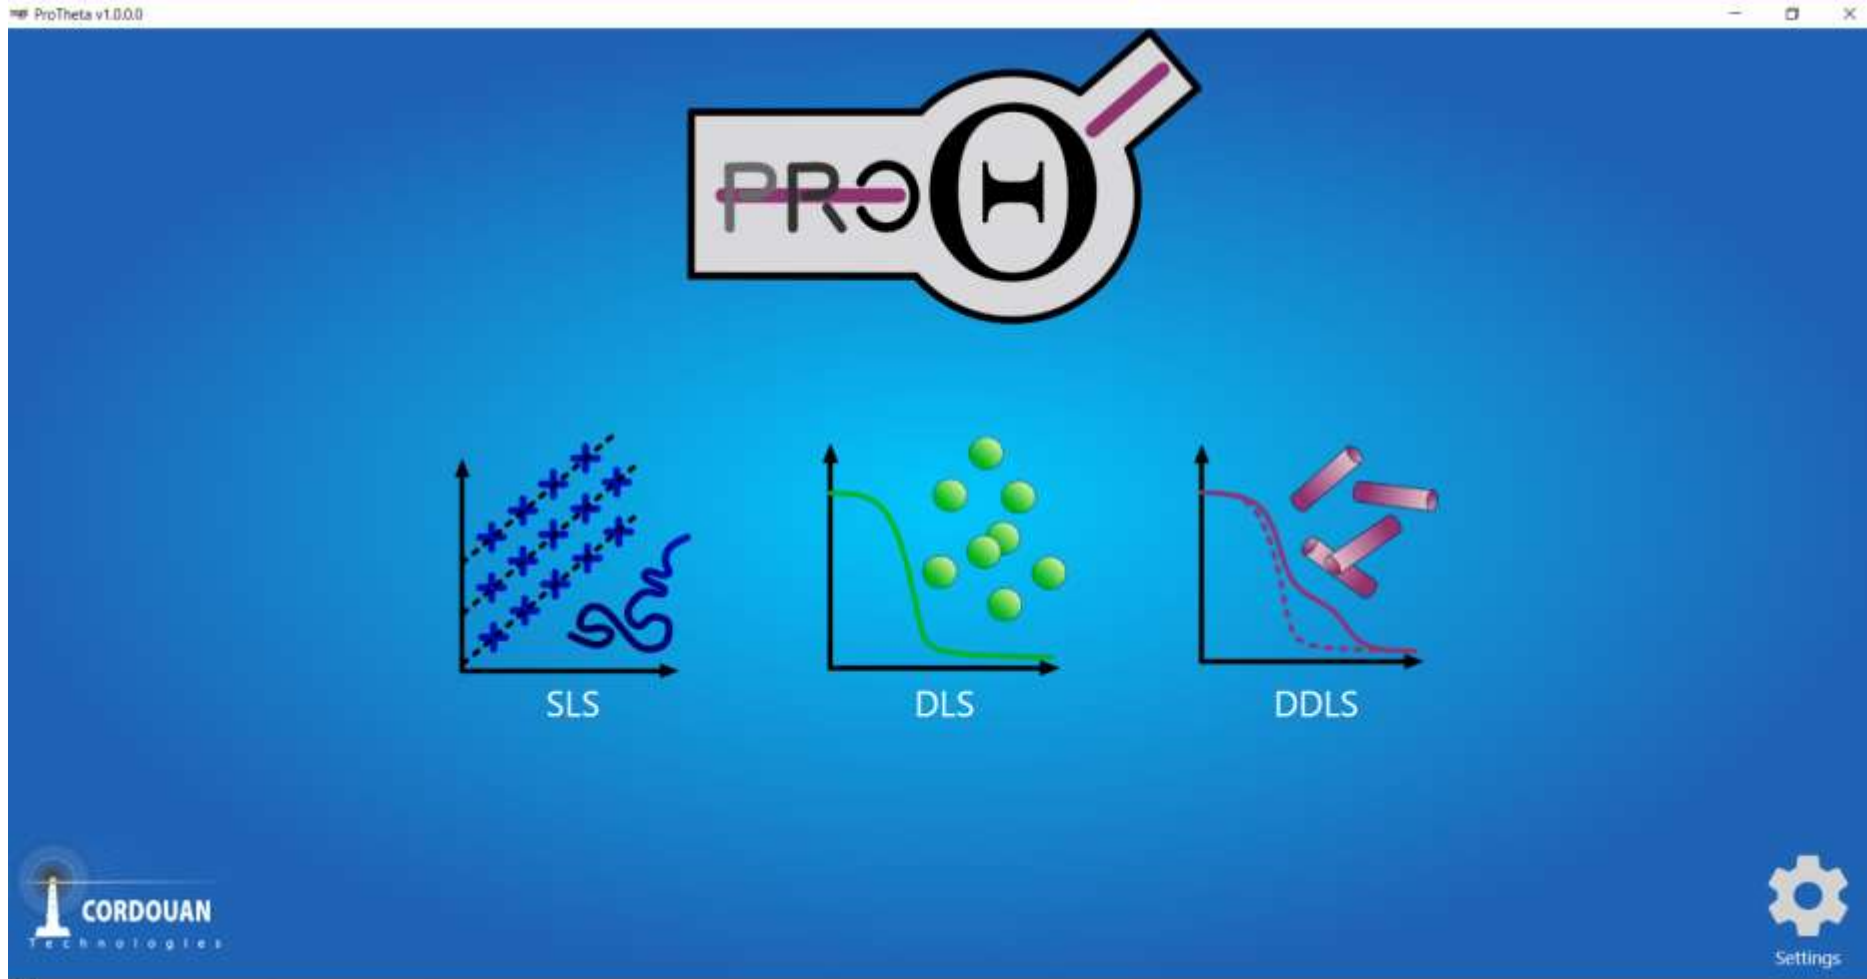 ProTheta v1.0.0.0
PRO Θ
SLS
DLS
DDLS
CORDOUAN
Technologies
Settings